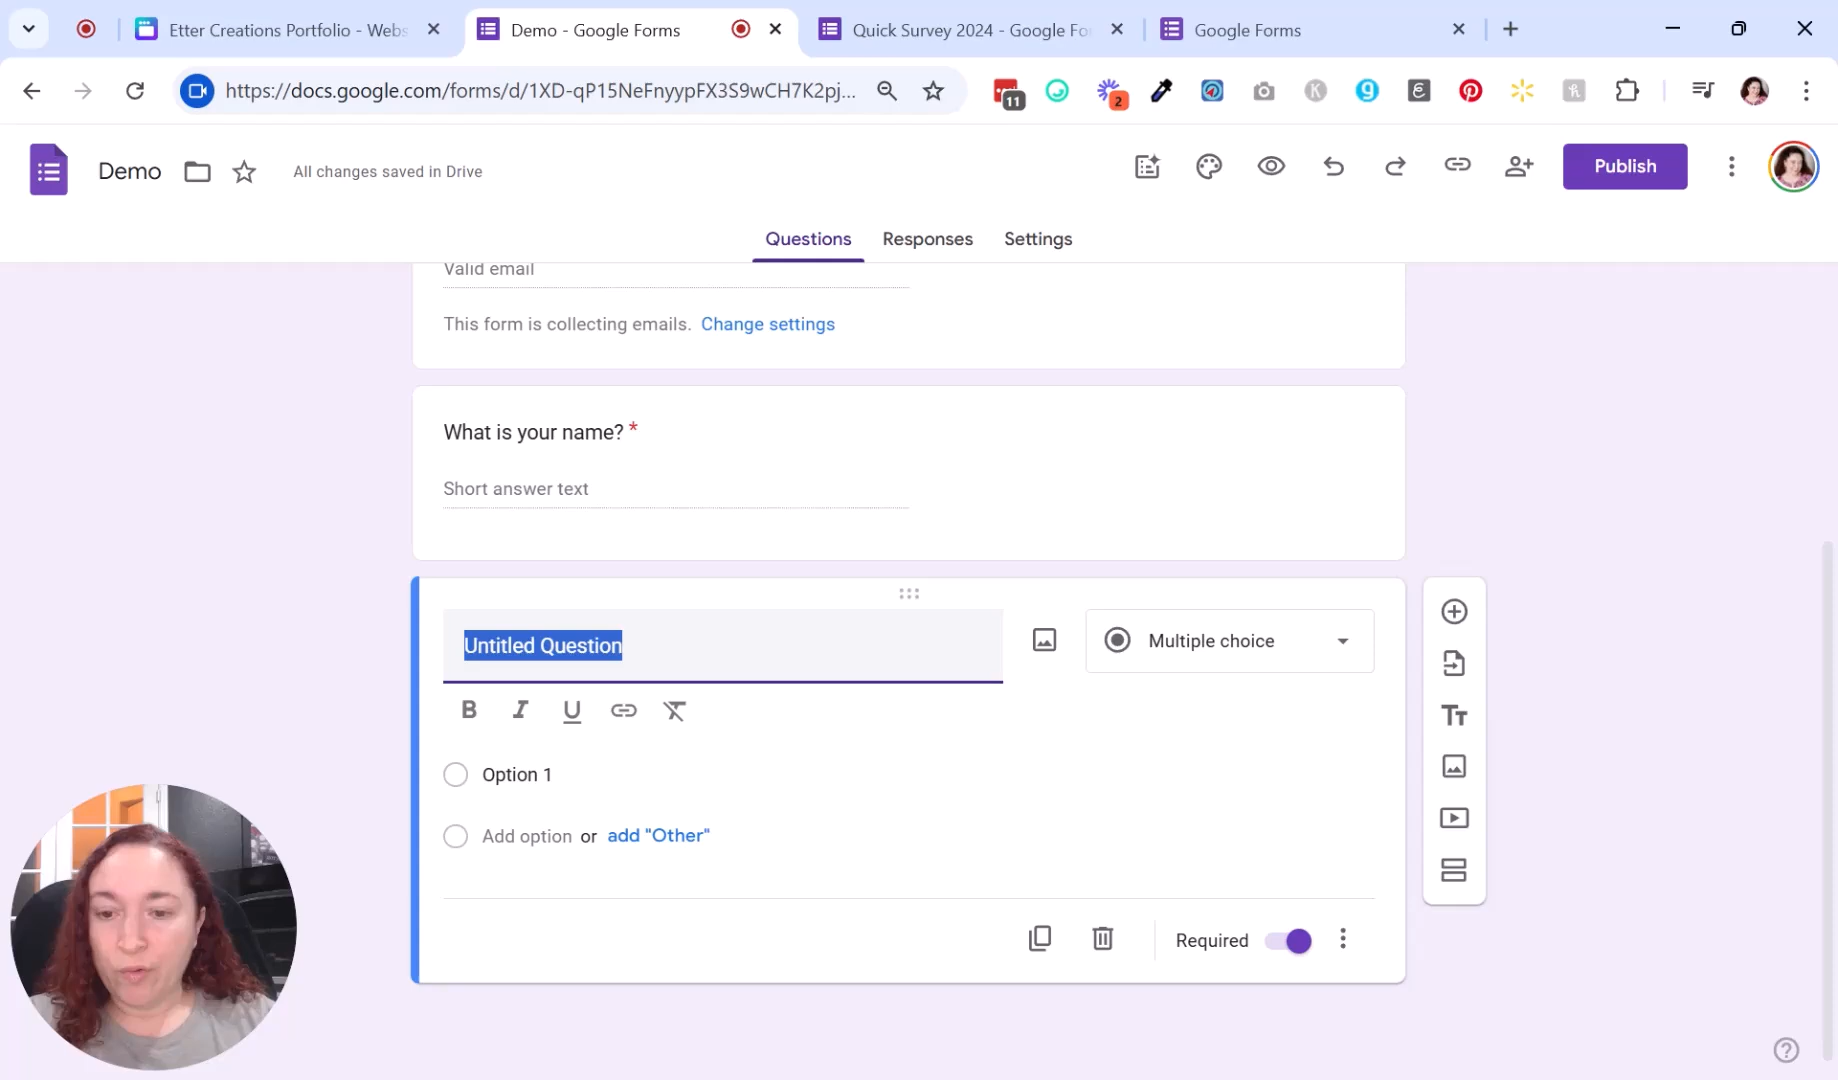 Etter Creations Portfolio - Webs
Demo - Google Forms
Quick Survey 2024 - Google Fo
Google Forms
https://docs.google.com/forms/d/1XD-qP15NeFnyypFX3S9wCH7K2pj...
11
2
Demo
All changes saved in Drive
Publish
Questions
Responses
Settings
Valid email
This form is collecting emails. Change settings
What is your name? *
Short answer text
Untitled Question
Multiple choice
B I U
Option 1
Add option or add "Other"
Required